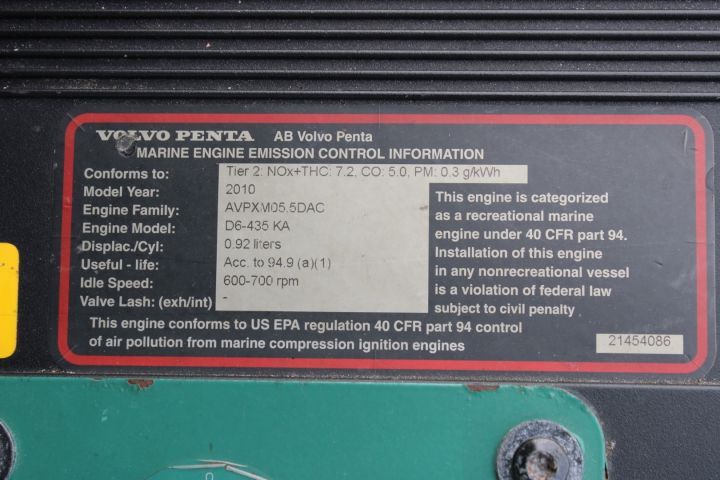 VOLVO PENTA AB Volvo Penta
MARINE ENGINE EMISSION CONTROL INFORMATION
Conforms to: Tier 2: NOx+THC: 7.2, CO: 5.0, PM: 0.3 g/kWh
Model Year: 2010
Engine Family: AVPXM05.5DAC
Engine Model: D6-435 KA
Displac./Cyl: 0.92 liters
Useful - life: Acc. to 94.9 (a)(1)
Idle Speed: 600-700 rpm
Valve Lash: (exh/int) -
This engine is categorized
as a recreational marine
engine under 40 CFR part 94.
Installation of this engine
in any nonrecreational vessel
is a violation of federal law
subject to civil penalty
This engine conforms to US EPA regulation 40 CFR part 94 control
of air pollution from marine compression ignition engines
21454086